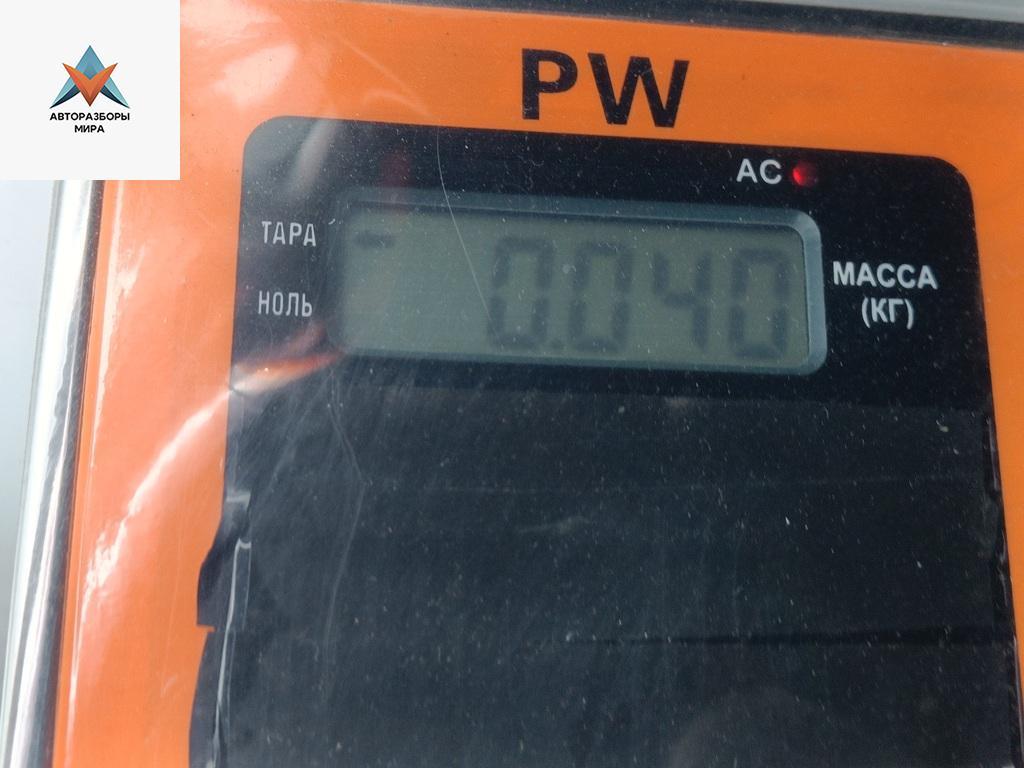 АВТОРАЗБОРЫ
МИРА
PW
AC
ТАРА
0.040
НОЛЬ
МАССА
(КГ)